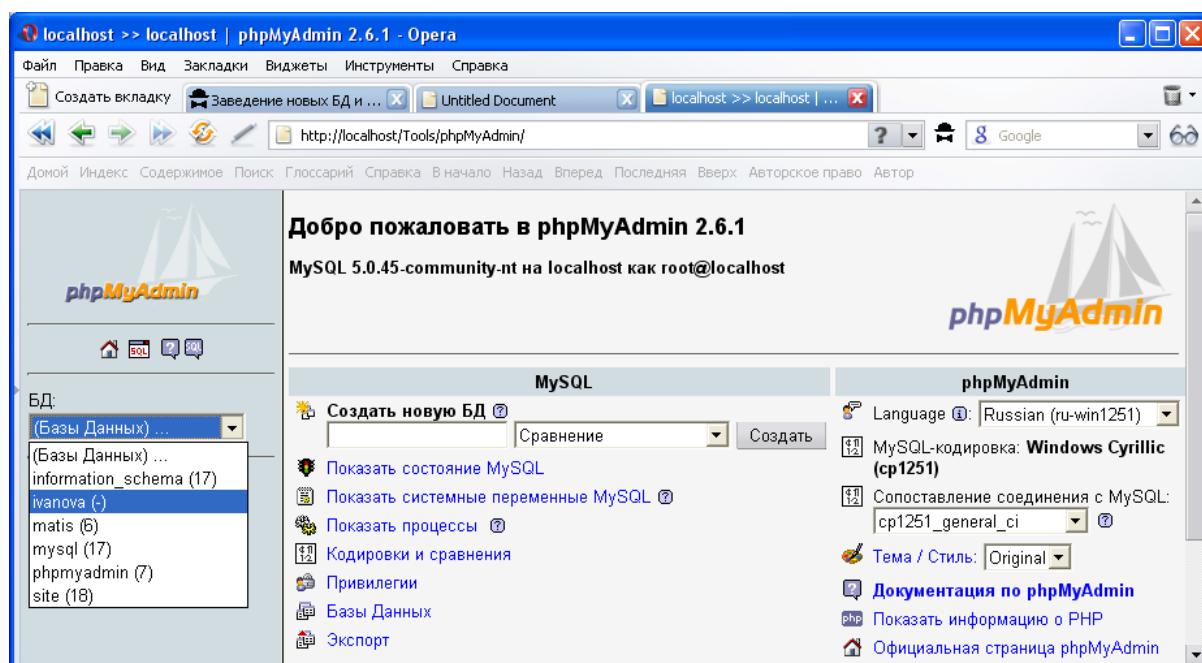 localhost >> localhost | phpMyAdmin 2.6.1 - Opera
Файл Правка Вид Закладки Виджеты Инструменты Справка
Создать вкладку Заведение новых БД и ... Untitled Document localhost >> localhost | ...
http://localhost/Tools/phpMyAdmin/ ? Google
Домой Индекс Содержимое Поиск Глоссарий Справка В начало Назад Вперед Последняя Вверх Авторское право Автор
phpMyAdmin
SQL
БД:
(Базы Данных) ...
(Базы Данных) ...
information_schema (17)
ivanova (-)
matis (6)
mysql (17)
phpmyadmin (7)
site (18)
Добро пожаловать в phpMyAdmin 2.6.1
MySQL 5.0.45-community-nt на localhost как root@localhost
phpMyAdmin
MySQL
Создать новую БД
Сравнение Создать
Показать состояние MySQL
Показать системные переменные MySQL
Показать процессы
Кодировки и сравнения
Привилегии
Базы Данных
Экспорт
phpMyAdmin
Language : Russian (ru-win1251)
MySQL-кодировка: Windows Cyrillic
(cp1251)
Сопоставление соединения с MySQL:
cp1251_general_ci
Тема / Стиль: Original
Документация по phpMyAdmin
php Показать информацию о PHP
Официальная страница phpMyAdmin